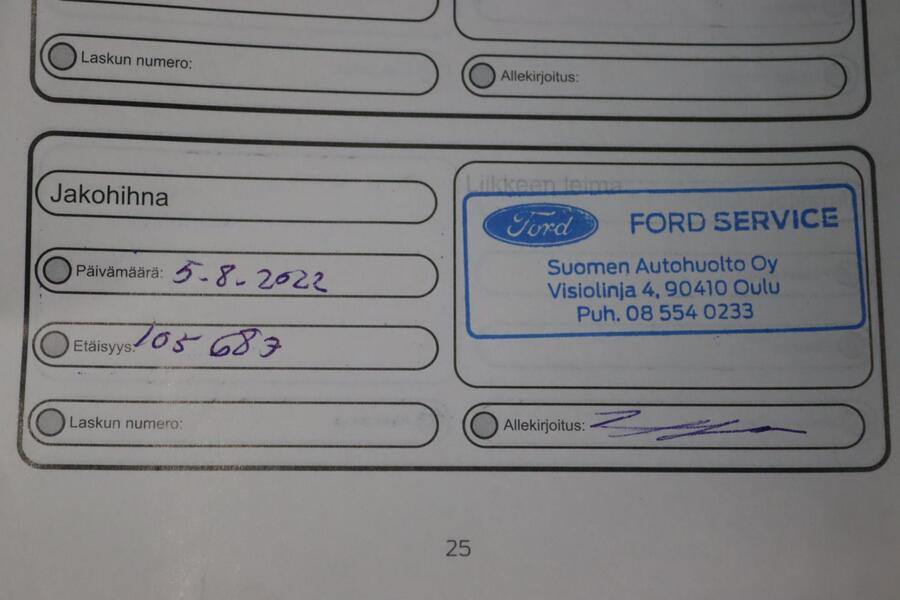 Laskun numero:
Allekirjoitus:
Jakohihna
Liikkeen leima
Päivämäärä: 5-8-2022
Etäisyys: 105 687
Ford FORD SERVICE
Suomen Autohuolto Oy
Visiolinja 4, 90410 Oulu
Puh. 08 554 0233
Laskun numero:
Allekirjoitus:
25